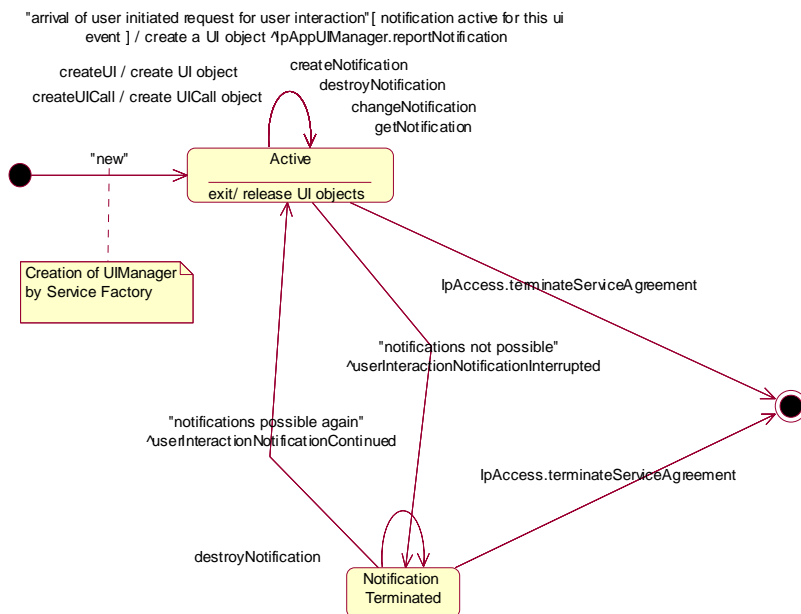 "arrival of user initiated request for user interaction"[ notification active for this ui
event ] / create a UI object ^IpAppUIManager.reportNotification
createUI / create UI object
createUICall / create UICall object
createNotification
destroyNotification
changeNotification
getNotification
"new"
Active
exit/ release UI objects
Creation of UIManager
by Service Factory
IpAccess.terminateServiceAgreement
"notifications not possible"
^userInteractionNotificationInterrupted
"notifications possible again"
^userInteractionNotificationContinued
IpAccess.terminateServiceAgreement
destroyNotification
Notification
Terminated